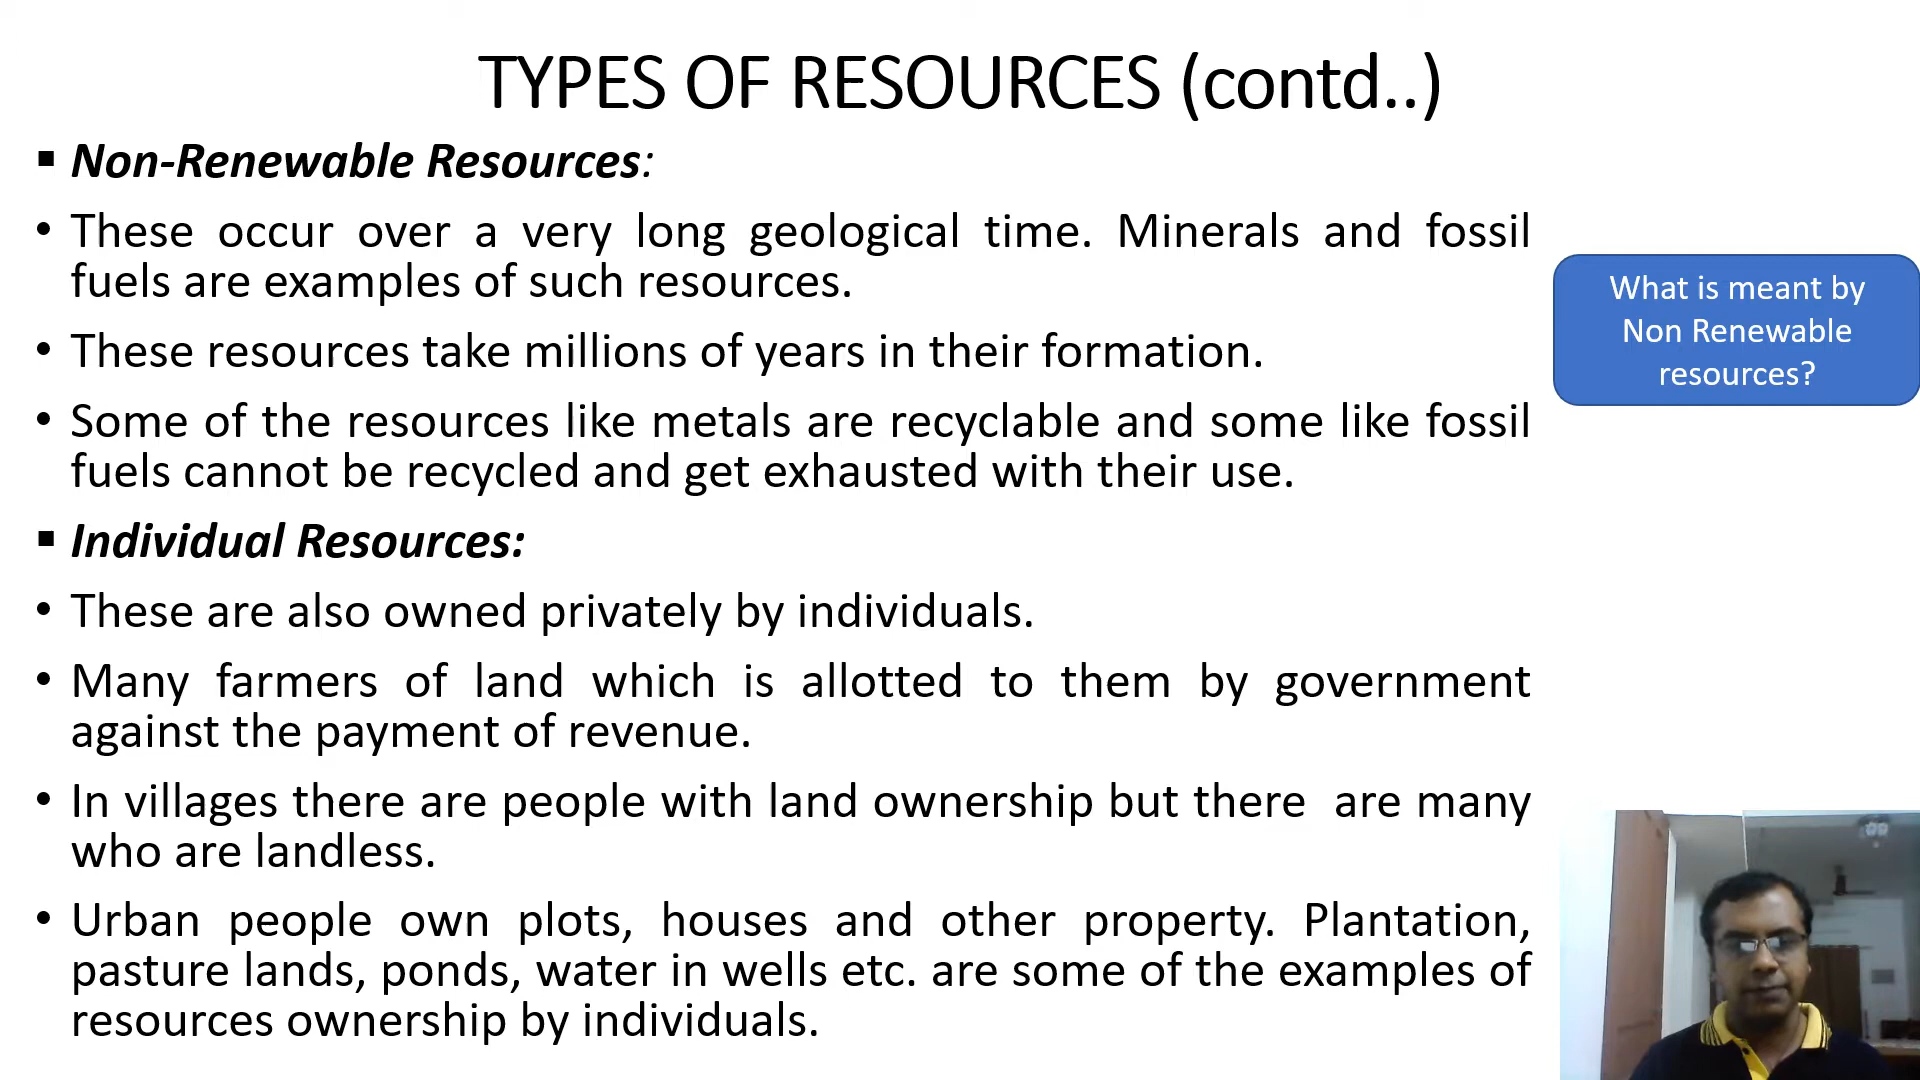 TYPES OF RESOURCES (contd..)
▪ Non-Renewable Resources:
• These occur over a very long geological time. Minerals and fossil
fuels are examples of such resources.
• These resources take millions of years in their formation.
• Some of the resources like metals are recyclable and some like fossil
fuels cannot be recycled and get exhausted with their use.
▪ Individual Resources:
• These are also owned privately by individuals.
• Many farmers of land which is allotted to them by government
against the payment of revenue.
• In villages there are people with land ownership but there  are many
who are landless.
• Urban people own plots, houses and other property. Plantation,
pasture lands, ponds, water in wells etc. are some of the examples of
resources ownership by individuals.
What is meant by
Non Renewable
resources?